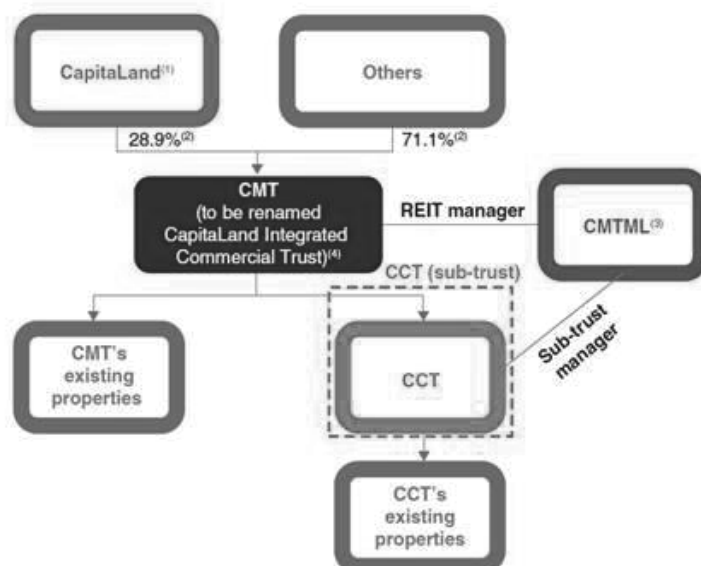 CapitaLand(1)
Others
28.9%(2)
71.1%(2)
CMT
(to be renamed
CapitaLand Integrated
Commercial Trust)(4)
REIT manager
CMTML(3)
CCT (sub-trust)
Sub-trust
manager
CMT's
existing
properties
CCT
CCT's
existing
properties